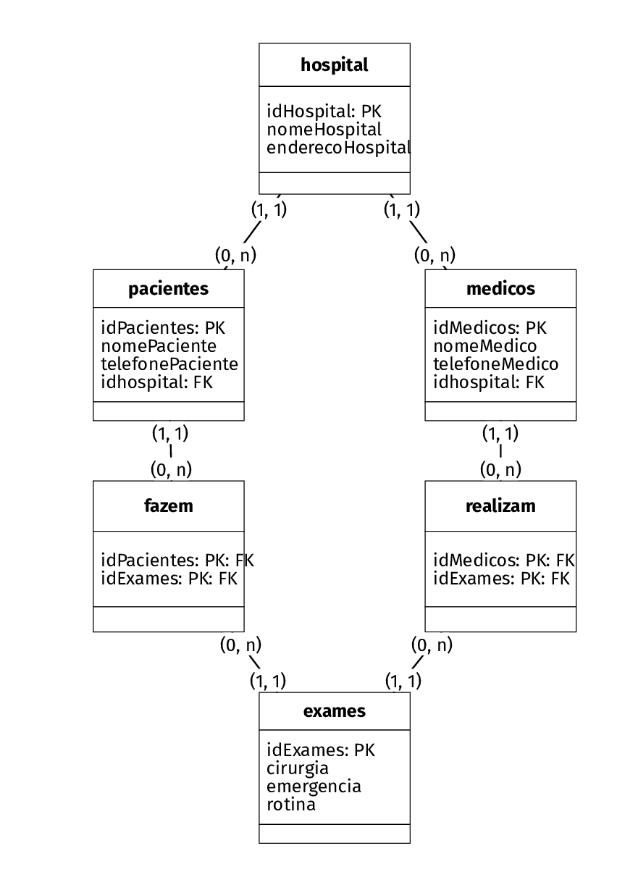 hospital
idHospital: PK
nomeHospital
enderecoHospital
(1, 1)
(1, 1)
(0, n)
(0, n)
pacientes
idPacientes: PK
nomePaciente
telefonePaciente
idhospital: FK
medicos
idMedicos: PK
nomeMedico
telefoneMedico
idhospital: FK
(1, 1)
(1, 1)
(0, n)
(0, n)
fazem
idPacientes: PK: FK
idExames: PK: FK
realizam
idMedicos: PK: FK
idExames: PK: FK
(0, n)
(0, n)
(1, 1)
(1, 1)
exames
idExames: PK
cirurgia
emergencia
rotina